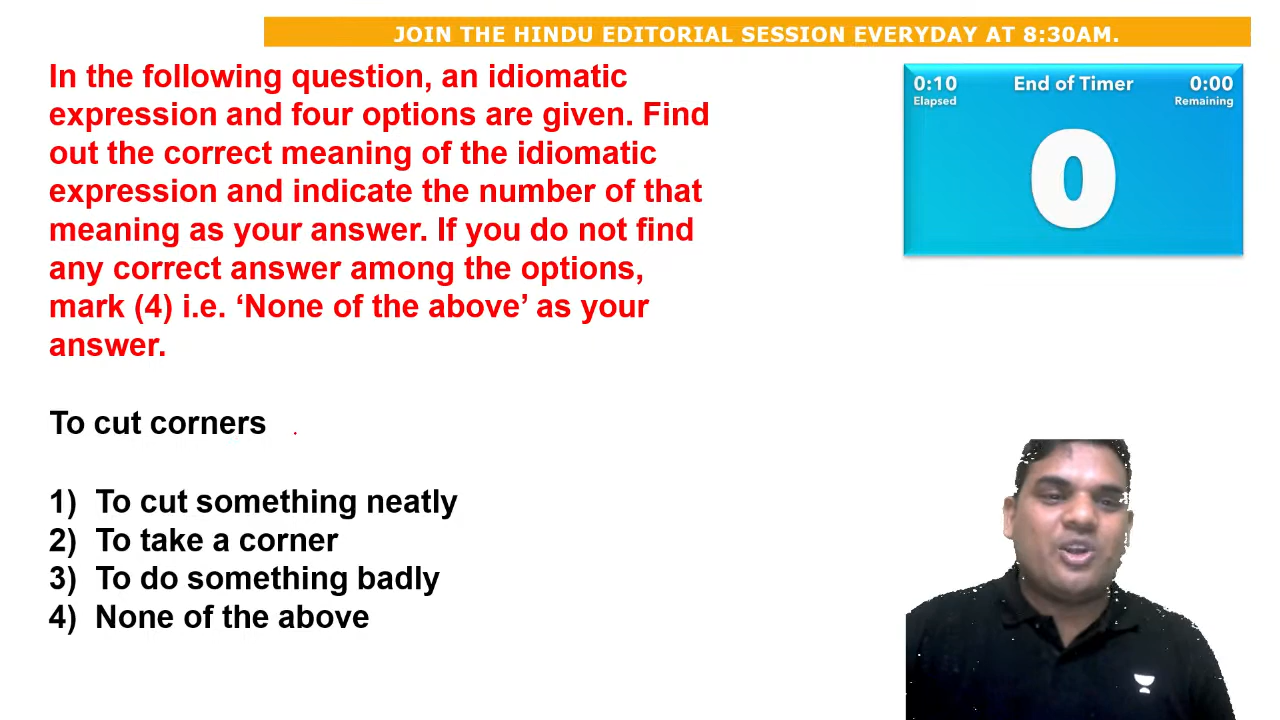 JOIN THE HINDU EDITORIAL SESSION EVERYDAY AT 8:30AM.
In the following question, an idiomatic
expression and four options are given. Find
out the correct meaning of the idiomatic
expression and indicate the number of that
meaning as your answer. If you do not find
any correct answer among the options,
mark (4) i.e. ‘None of the above’ as your
answer.
0:10 End of Timer 0:00
Elapsed Remaining
0
To cut corners
1) To cut something neatly
2) To take a corner
3) To do something badly
4) None of the above